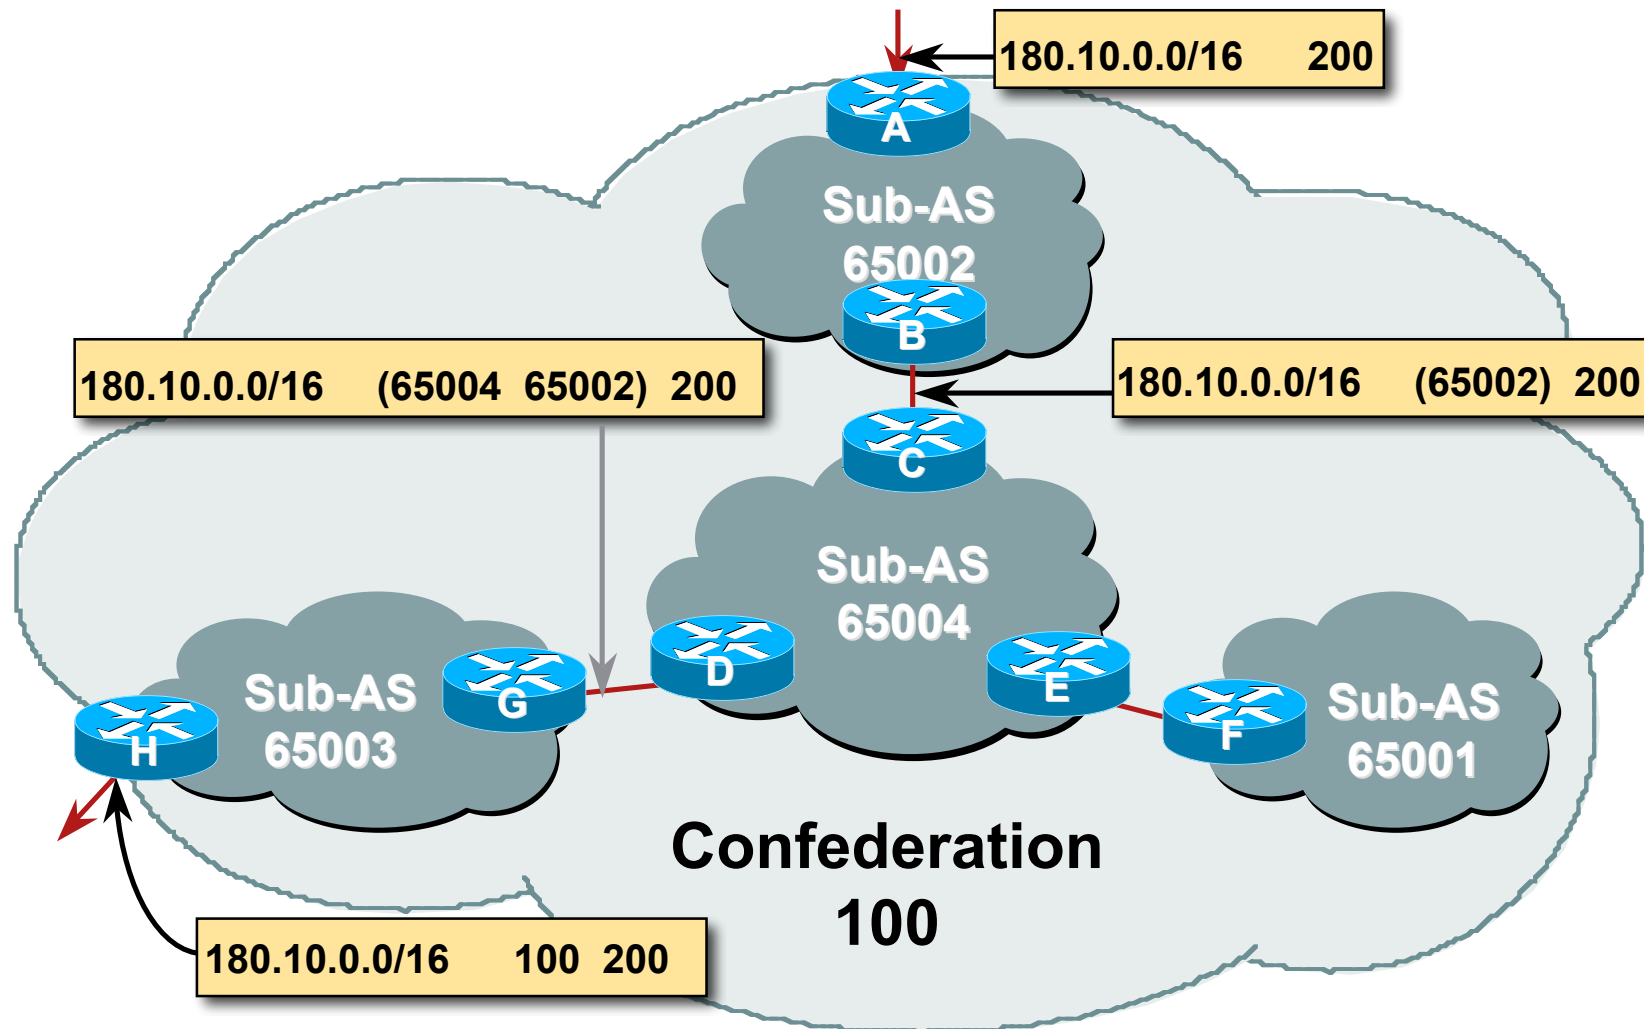 180.10.0.0/16 200
A
Sub-AS
65002
B
180.10.0.0/16 (65004 65002) 200
180.10.0.0/16 (65002) 200
C
Sub-AS
65004
D
E
Sub-AS
65003
G
H
F
Sub-AS
65001
Confederation
100
180.10.0.0/16 100 200